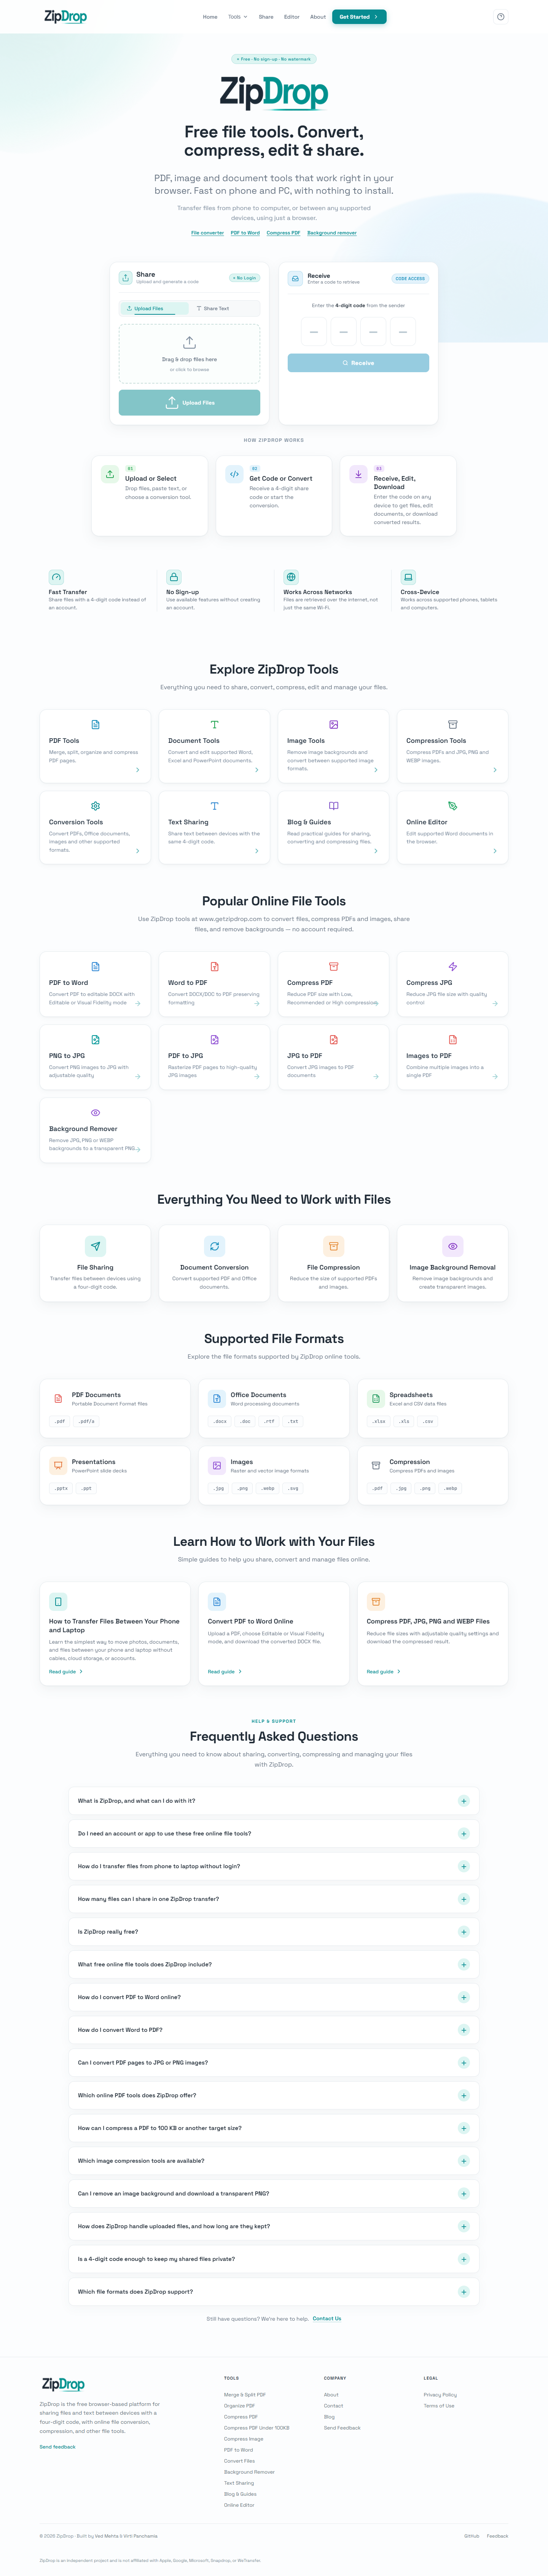 ZipDrop
Home Tools Share Editor About Get Started
• Free · No sign-up · No watermark
ZipDrop
Free file tools. Convert,
compress, edit & share.
PDF, image and document tools that work right in your
browser. Fast on phone and PC, with nothing to install.
Transfer files from phone to computer, or between any supported
devices, using just a browser.
File converter PDF to Word Compress PDF Background remover
Share
Upload and generate a code
• No Login
Upload Files Share Text
Drag & drop files here
or click to browse
Upload Files
Receive
Enter a code to retrieve
CODE ACCESS
Enter the 4-digit code from the sender
Receive
HOW ZIPDROP WORKS
01
Upload or Select
Drop files, paste text, or
choose a conversion tool.
02
Get Code or Convert
Receive a 4-digit share
code or start the
conversion.
03
Receive, Edit,
Download
Enter the code on any
device to get files, edit
documents, or download
converted results.
Fast Transfer
Share files with a 4-digit code instead of
an account.
No Sign-up
Use available features without creating
an account.
Works Across Networks
Files are retrieved over the internet, not
just the same Wi-Fi.
Cross-Device
Works across supported phones, tablets
and computers.
Explore ZipDrop Tools
Everything you need to share, convert, compress, edit and manage your files.
PDF Tools
Merge, split, organize and compress
PDF pages.
Document Tools
Convert and edit supported Word,
Excel and PowerPoint documents.
Image Tools
Remove image backgrounds and
convert between supported image
formats.
Compression Tools
Compress PDFs and JPG, PNG and
WEBP images.
Conversion Tools
Convert PDFs, Office documents,
images and other supported
formats.
Text Sharing
Share text between devices with the
same 4-digit code.
Blog & Guides
Read practical guides for sharing,
converting and compressing files.
Online Editor
Edit supported Word documents in
the browser.
Popular Online File Tools
Use ZipDrop tools at www.getzipdrop.com to convert files, compress PDFs and images, share
files, and remove backgrounds — no account required.
PDF to Word
Convert PDF to editable DOCX with
Editable or Visual Fidelity mode
Word to PDF
Convert DOCX/DOC to PDF preserving
formatting
Compress PDF
Reduce PDF size with Low,
Recommended or High compression
Compress JPG
Reduce JPG file size with quality
control
PNG to JPG
Convert PNG images to JPG with
adjustable quality
PDF to JPG
Rasterize PDF pages to high-quality
JPG images
JPG to PDF
Convert JPG images to PDF
documents
Images to PDF
Combine multiple images into a
single PDF
Background Remover
Remove JPG, PNG or WEBP
backgrounds to a transparent PNG
Everything You Need to Work with Files
File Sharing
Transfer files between devices using
a four-digit code.
Document Conversion
Convert supported PDF and Office
documents.
File Compression
Reduce the size of supported PDFs
and images.
Image Background Removal
Remove image backgrounds and
create transparent images.
Supported File Formats
Explore the file formats supported by ZipDrop online tools.
PDF Documents
Portable Document Format files
.pdf .pdf/a
Office Documents
Word processing documents
.docx .doc .rtf .txt
Spreadsheets
Excel and CSV data files
.xlsx .xls .csv
Presentations
PowerPoint slide decks
.pptx .ppt
Images
Raster and vector image formats
.jpg .png .webp .svg
Compression
Compress PDFs and images
.pdf .jpg .png .webp
Learn How to Work with Your Files
Simple guides to help you share, convert and manage files online.
How to Transfer Files Between Your Phone
and Laptop
Learn the simplest way to move photos, documents,
and files between your phone and laptop without
cables, cloud storage, or accounts.
Read guide
Convert PDF to Word Online
Upload a PDF, choose Editable or Visual Fidelity
mode, and download the converted DOCX file.
Read guide
Compress PDF, JPG, PNG and WEBP Files
Reduce file sizes with adjustable quality settings and
download the compressed result.
Read guide
HELP & SUPPORT
Frequently Asked Questions
Everything you need to know about sharing, converting, compressing and managing your files
with ZipDrop.
What is ZipDrop, and what can I do with it?
Do I need an account or app to use these free online file tools?
How do I transfer files from phone to laptop without login?
How many files can I share in one ZipDrop transfer?
Is ZipDrop really free?
What free online file tools does ZipDrop include?
How do I convert PDF to Word online?
How do I convert Word to PDF?
Can I convert PDF pages to JPG or PNG images?
Which online PDF tools does ZipDrop offer?
How can I compress a PDF to 100 KB or another target size?
Which image compression tools are available?
Can I remove an image background and download a transparent PNG?
How does ZipDrop handle uploaded files, and how long are they kept?
Is a 4-digit code enough to keep my shared files private?
Which file formats does ZipDrop support?
Still have questions? We're here to help. Contact Us
ZipDrop
ZipDrop is the free browser-based platform for
sharing files and text between devices with a
four-digit code, with online file conversion,
compression, and other file tools.
Send feedback
TOOLS
Merge & Split PDF
Organize PDF
Compress PDF
Compress PDF Under 100KB
Compress Image
PDF to Word
Convert Files
Background Remover
Text Sharing
Blog & Guides
Online Editor
COMPANY
About
Contact
Blog
Send Feedback
LEGAL
Privacy Policy
Terms of Use
© 2026 ZipDrop · Built by Ved Mehta & Virti Panchamia
GitHub Feedback
ZipDrop is an independent project and is not affiliated with Apple, Google, Microsoft, Snapdrop, or WeTransfer.